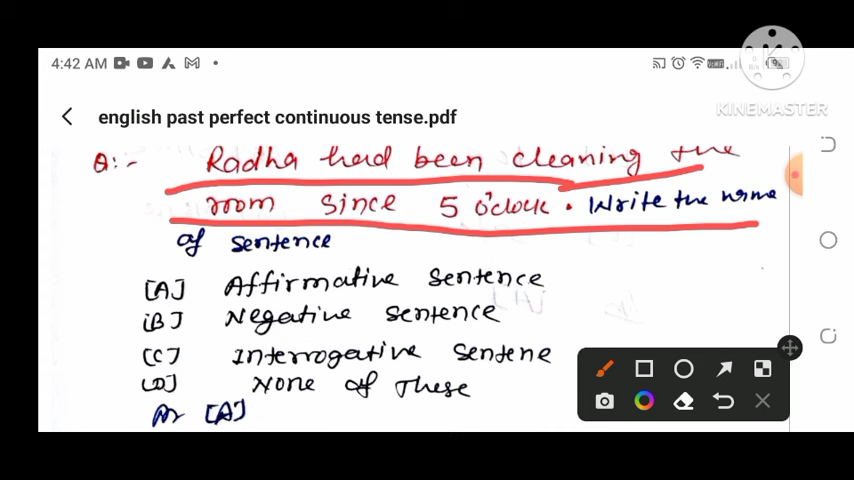 4:42 AM
KINEMASTER
english past perfect continuous tense.pdf
Q:- Radha had been cleaning the
room since 5 o'clock. Write the name
of sentence
[A] Affirmative sentence
[B] Negative sentence
[C] Interrogative sentene
[D] None of These
Ar [A]